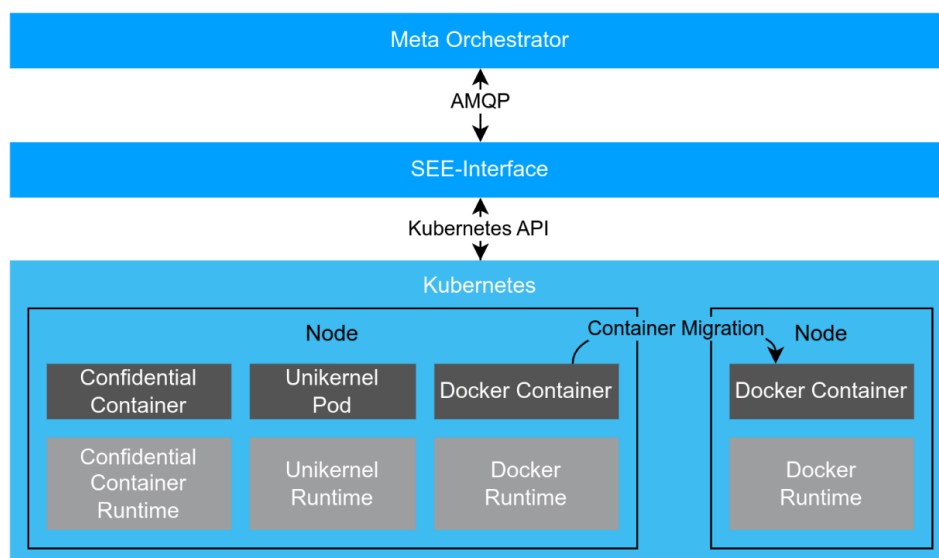 Meta Orchestrator
AMQP
SEE-Interface
Kubernetes API
Kubernetes
Node
Container Migration
Node
Confidential
Container
Unikernel
Pod
Docker Container
Docker Container
Confidential
Container
Runtime
Unikernel
Runtime
Docker
Runtime
Docker
Runtime